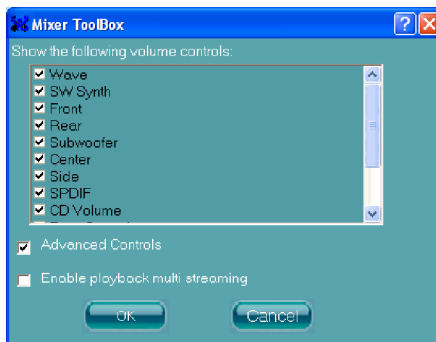 Mixer ToolBox
Show the following volume controls:
Wave
SW Synth
Front
Rear
Subwoofer
Center
Side
SPDIF
CD Volume
Advanced Controls
Enable playback multi streaming
OK
Cancel